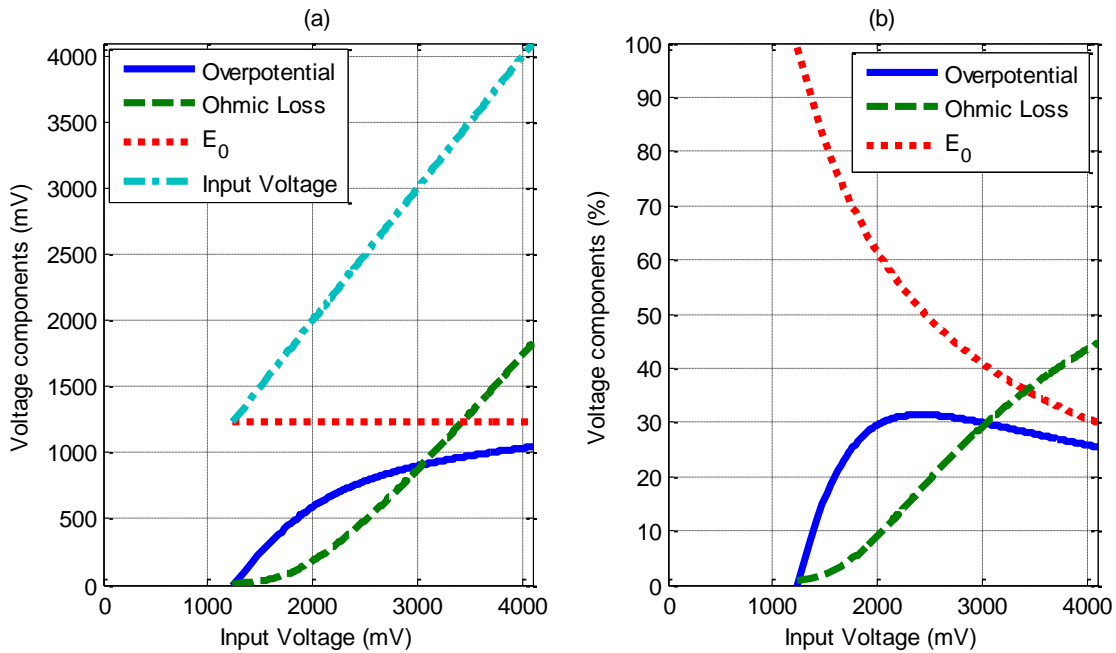 (a)
Voltage components (mV)
4000
3500
3000
2500
2000
1500
1000
500
0
Overpotential
Ohmic Loss
E0
Input Voltage
0
1000
2000
3000
4000
Input Voltage (mV)
(b)
Voltage components (%)
100
90
80
70
60
50
40
30
20
10
0
Overpotential
Ohmic Loss
E0
0
1000
2000
3000
4000
Input Voltage (mV)